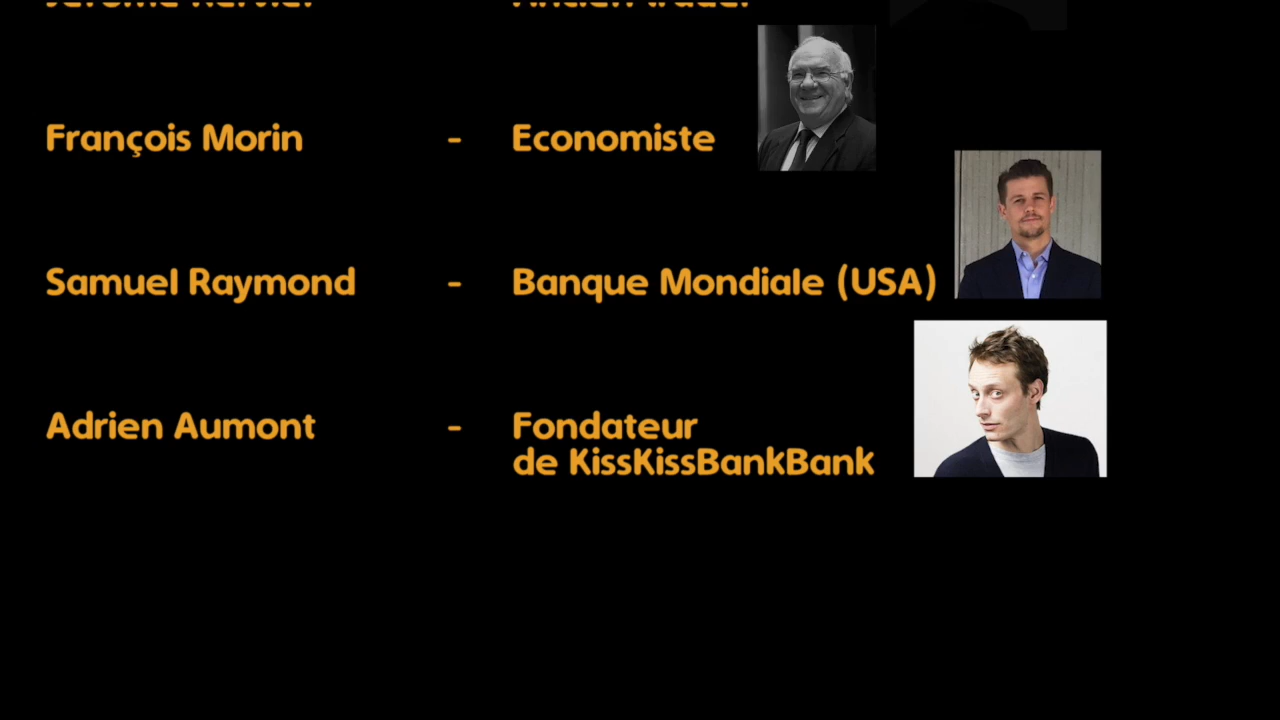 François Morin - Economiste
Samuel Raymond - Banque Mondiale (USA)
Adrien Aumont - Fondateur
de KissKissBankBank